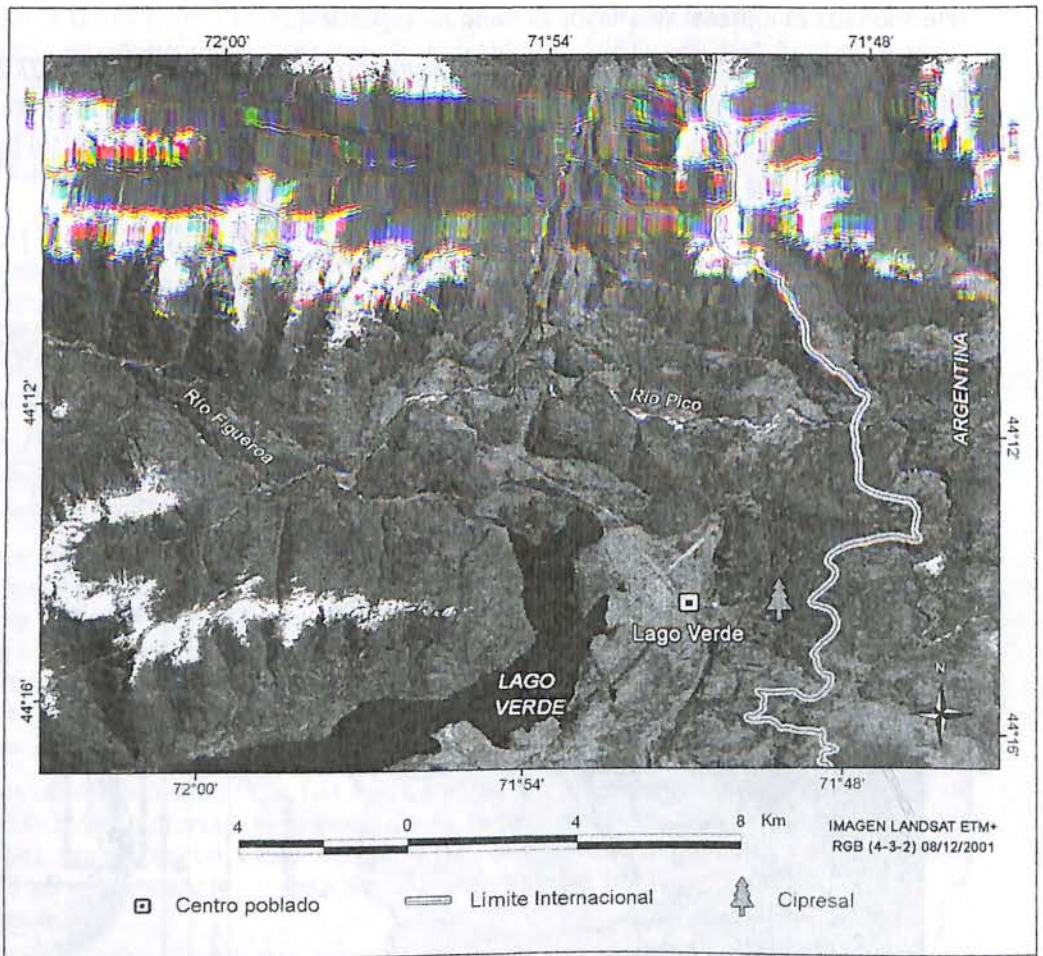 72°00'
71°54'
71°48'
44°12'
44°12'
Río Figueroa
Río Pico
ARGENTINA
Lago Verde
LAGO
VERDE
N
44°16'
44°16'
72°00'
71°54'
71°48'
4 0 4 8 Km
IMAGEN LANDSAT ETM+
RGB (4-3-2) 08/12/2001
Centro poblado
Límite Internacional
Cipresal